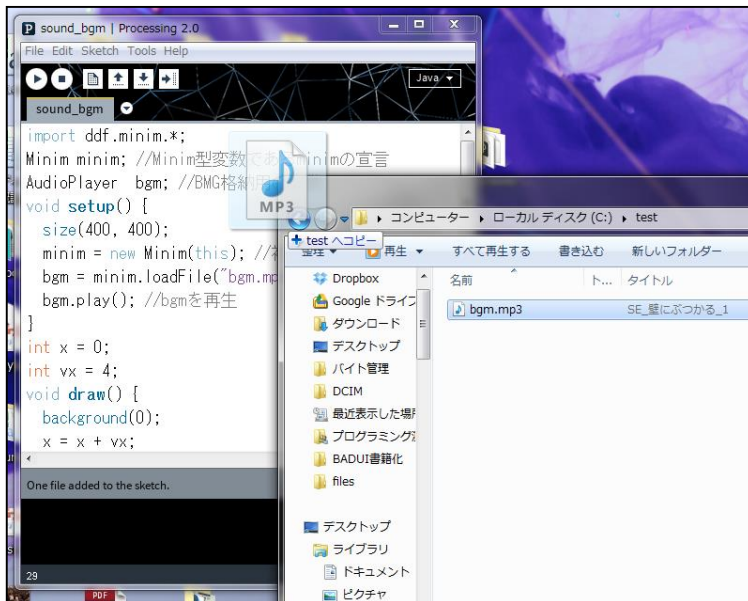 sound_bgm | Processing 2.0
File Edit Sketch Tools Help
Java
sound_bgm
import ddf.minim.*;
Minim minim; //Minim型変数であ minimの宣言
AudioPlayer bgm; //BMG格納用
void setup() {
size(400, 400);
minim = new Minim(this); //
bgm = minim.loadFile("bgm.mp
bgm.play(); //bgmを再生
}
int x = 0;
int vx = 4;
void draw() {
background(0);
x = x + vx;
One file added to the sketch.
29
MP3
コンピューター ローカル ディスク (C:) test
test へコピー
整理 再生 すべて再生する 書き込む 新しいフォルダー
Dropbox
Google ドライブ
ダウンロード
デスクトップ
バイト管理
DCIM
最近表示した場所
プログラミング
BADUI書籍化
files
デスクトップ
ライブラリ
ドキュメント
ピクチャ
名前 ト... タイトル
bgm.mp3 SE_壁にぶつかる_1
PDF